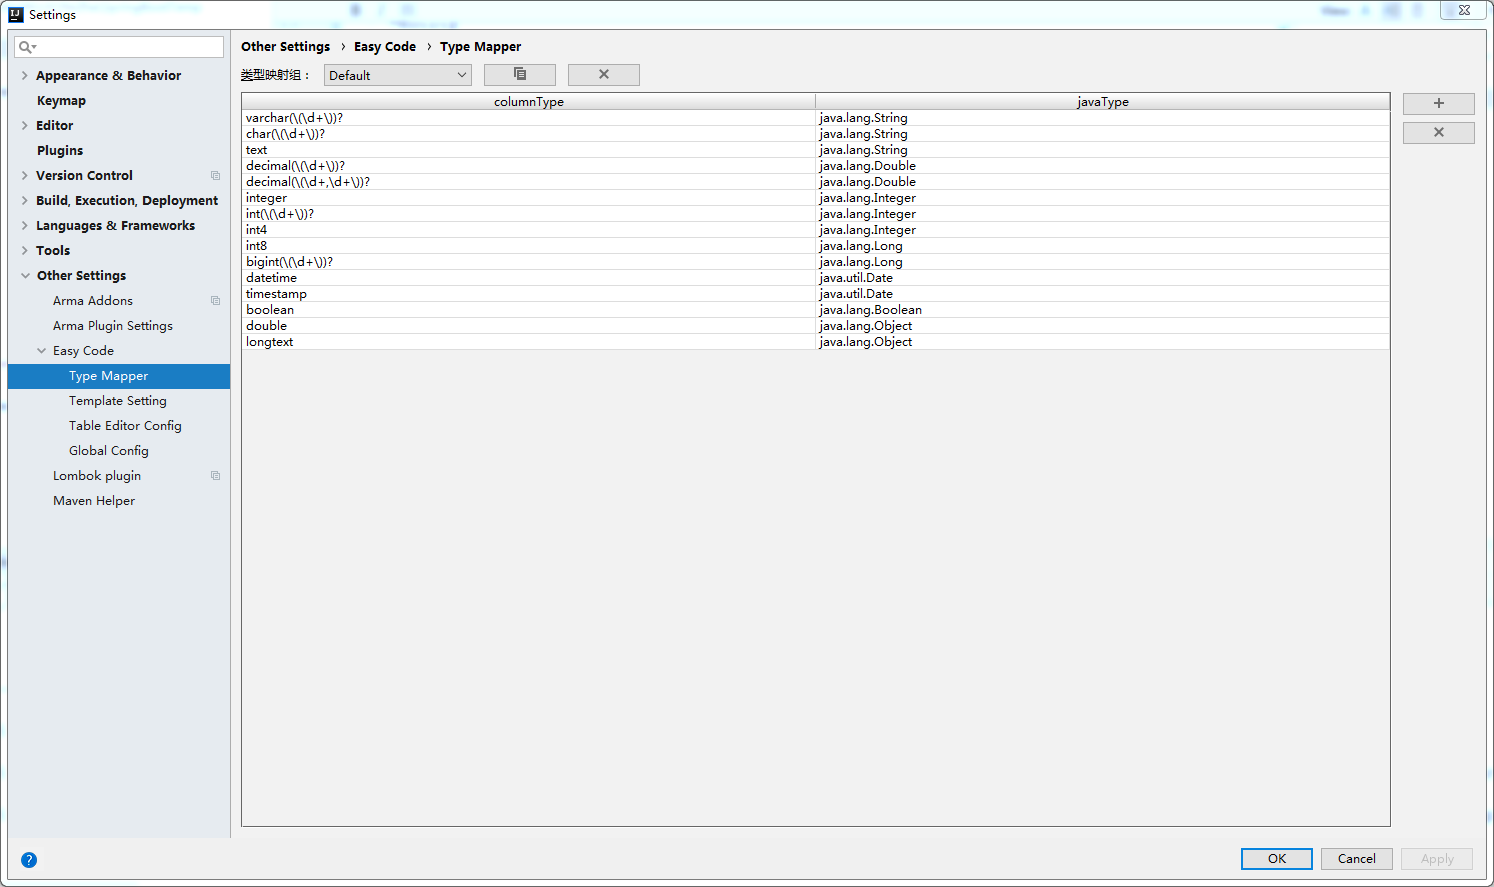 Settings
Appearance & Behavior
Keymap
Editor
Plugins
Version Control
Build, Execution, Deployment
Languages & Frameworks
Tools
Other Settings
Arma Addons
Arma Plugin Settings
Easy Code
Type Mapper
Template Setting
Table Editor Config
Global Config
Lombok plugin
Maven Helper
Other Settings › Easy Code › Type Mapper
类型映射组： Default
columnType javaType
varchar(\(\d+\))? java.lang.String
char(\(\d+\))? java.lang.String
text java.lang.String
decimal(\(\d+\))? java.lang.Double
decimal(\(\d+,\d+\))? java.lang.Double
integer java.lang.Integer
int(\(\d+\))? java.lang.Integer
int4 java.lang.Integer
int8 java.lang.Long
bigint(\(\d+\))? java.lang.Long
datetime java.util.Date
timestamp java.util.Date
boolean java.lang.Boolean
double java.lang.Object
longtext java.lang.Object
OK Cancel Apply